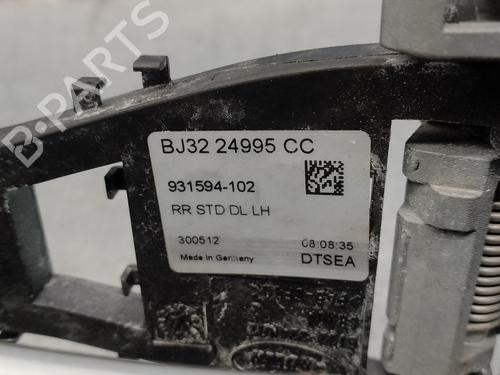 B-PARTS
BJ32 24995 CC
931594-102
RR STD DL LH
300512 08:08:35
Made in Germany DTSEA